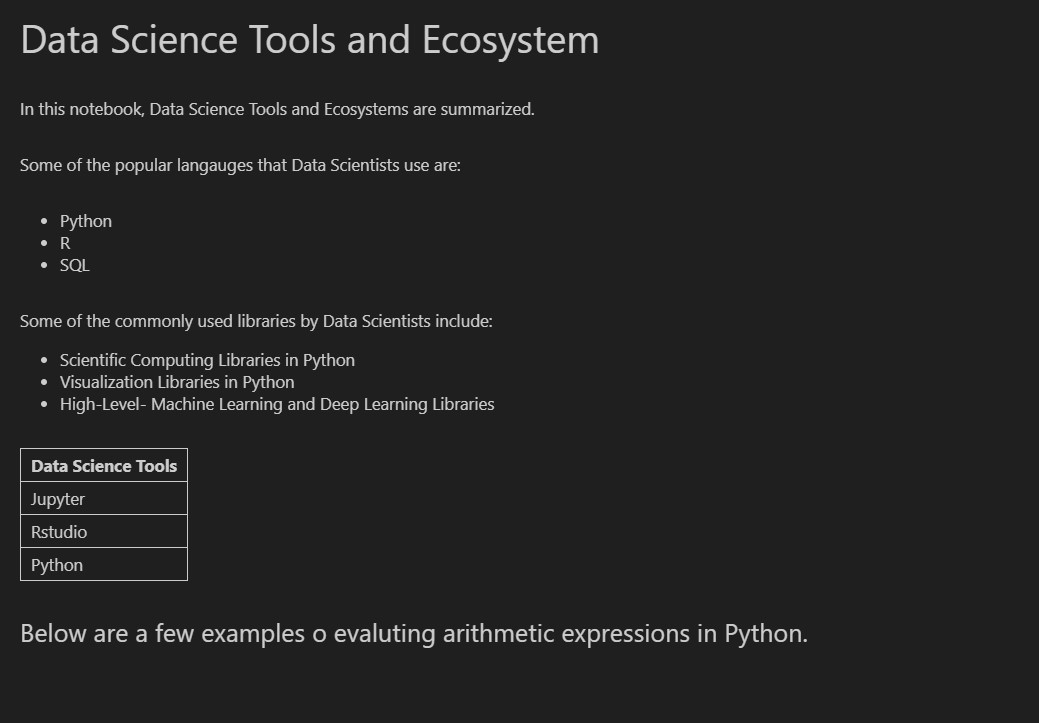 Data Science Tools and Ecosystem
In this notebook, Data Science Tools and Ecosystems are summarized.
Some of the popular langauges that Data Scientists use are:
Python
R
SQL
Some of the commonly used libraries by Data Scientists include:
Scientific Computing Libraries in Python
Visualization Libraries in Python
High-Level- Machine Learning and Deep Learning Libraries
Data Science Tools
Jupyter
Rstudio
Python
Below are a few examples o evaluting arithmetic expressions in Python.